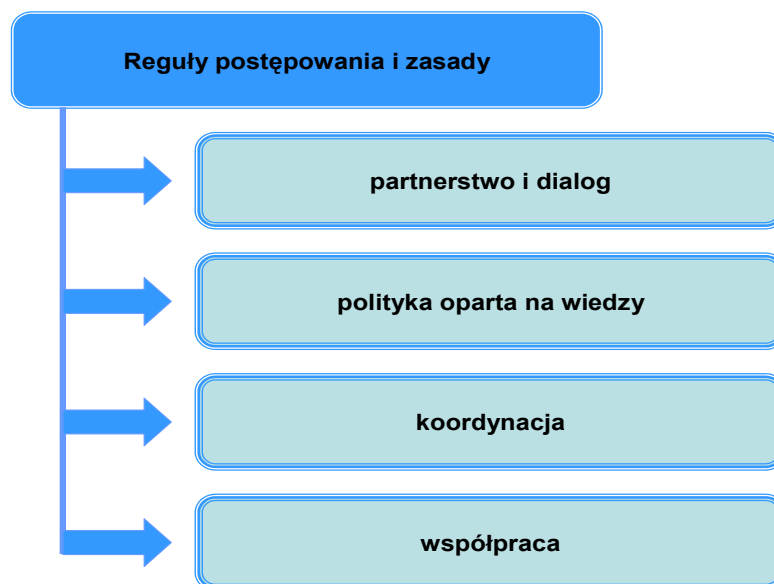 Reguły postępowania i zasady
partnerstwo i dialog
polityka oparta na wiedzy
koordynacja
współpraca